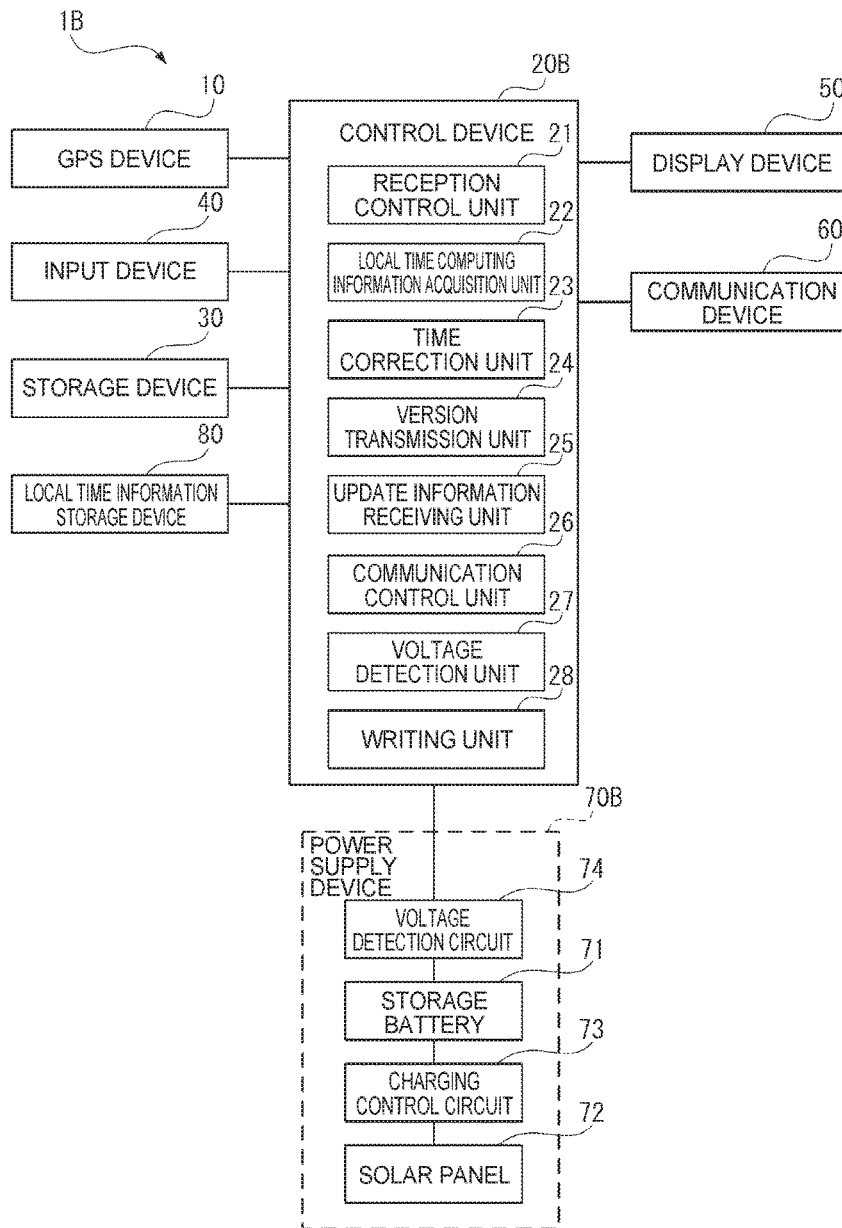 1B
10
GPS DEVICE
40
INPUT DEVICE
30
STORAGE DEVICE
80
LOCAL TIME INFORMATION
STORAGE DEVICE
20B
CONTROL DEVICE
21
RECEPTION
CONTROL UNIT
22
LOCAL TIME COMPUTING
INFORMATION ACQUISITION UNIT
23
TIME
CORRECTION UNIT
24
VERSION
TRANSMISSION UNIT
25
UPDATE INFORMATION
RECEIVING UNIT
26
COMMUNICATION
CONTROL UNIT
27
VOLTAGE
DETECTION UNIT
28
WRITING UNIT
50
DISPLAY DEVICE
60
COMMUNICATION
DEVICE
70B
POWER
SUPPLY
DEVICE
74
VOLTAGE
DETECTION CIRCUIT
71
STORAGE
BATTERY
73
CHARGING
CONTROL CIRCUIT
72
SOLAR PANEL